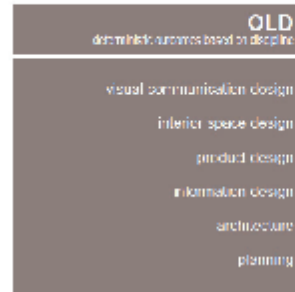 OLD
deterministic outcomes based on discipline
visual communication design
interior space design
product design
information design
architecture
planning